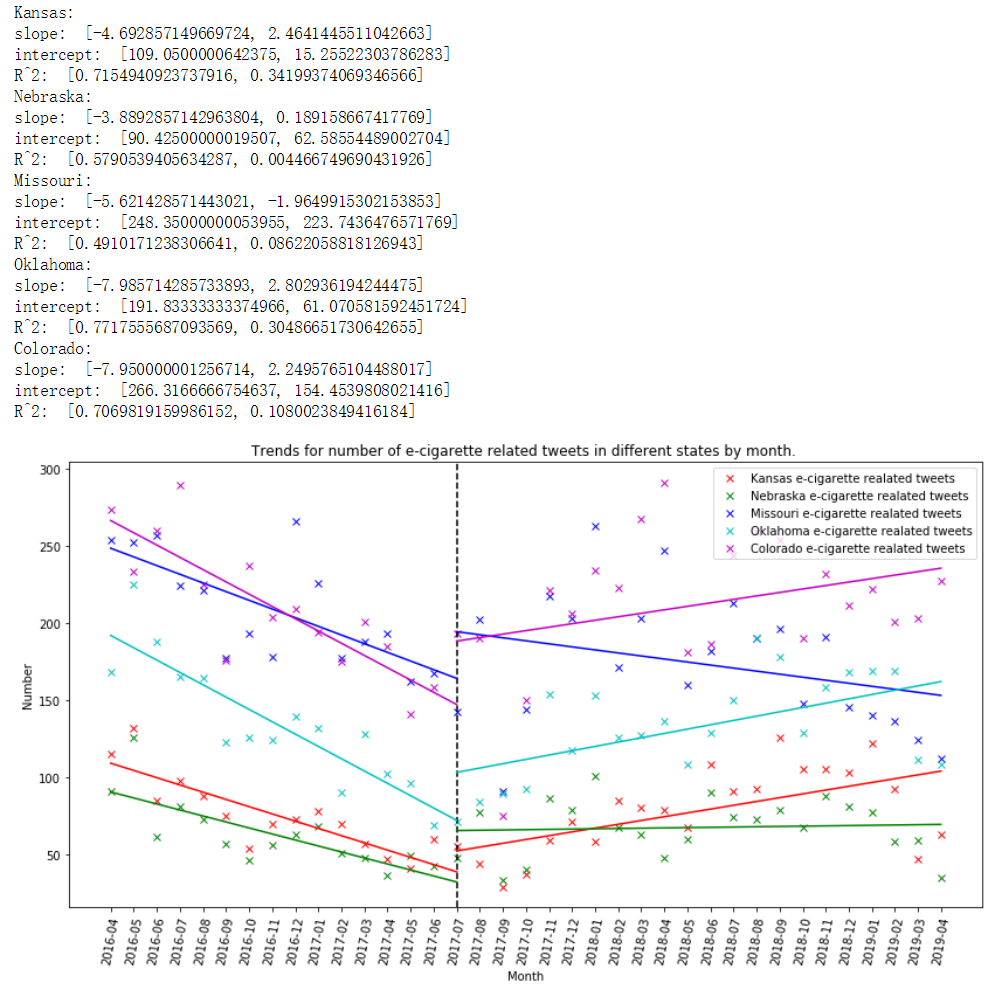 Kansas:
slope:  [-4.692857149669724, 2.4641445511042663]
intercept:  [109.0500000642375, 15.25522303786283]
R^2:  [0.7154940923737916, 0.34199374069346566]
Nebraska:
slope:  [-3.8892857142963804, 0.189158667417769]
intercept:  [90.42500000019507, 62.58554489002704]
R^2:  [0.5790539405634287, 0.004466749690431926]
Missouri:
slope:  [-5.621428571443021, -1.9649915302153853]
intercept:  [248.35000000053955, 223.7436476571769]
R^2:  [0.4910171238306641, 0.08622058818126943]
Oklahoma:
slope:  [-7.985714285733893, 2.802936194244475]
intercept:  [191.83333333374966, 61.070581592451724]
R^2:  [0.7717555687093569, 0.30486651730642655]
Colorado:
slope:  [-7.950000001256714, 2.2495765104488017]
intercept:  [266.3166666754637, 154.4539808021416]
R^2:  [0.7069819159986152, 0.1080023849416184]
Trends for number of e-cigarette related tweets in different states by month.
Kansas e-cigarette realated tweets
Nebraska e-cigarette realated tweets
Missouri e-cigarette realated tweets
Oklahoma e-cigarette realated tweets
Colorado e-cigarette realated tweets
300
250
200
150
100
50
Number
2016-04
2016-05
2016-06
2016-07
2016-08
2016-09
2016-10
2016-11
2016-12
2017-01
2017-02
2017-03
2017-04
2017-05
2017-06
2017-07
2017-08
2017-09
2017-10
2017-11
2017-12
2018-01
2018-02
2018-03
2018-04
2018-05
2018-06
2018-07
2018-08
2018-09
2018-10
2018-11
2018-12
2019-01
2019-02
2019-03
2019-04
Month